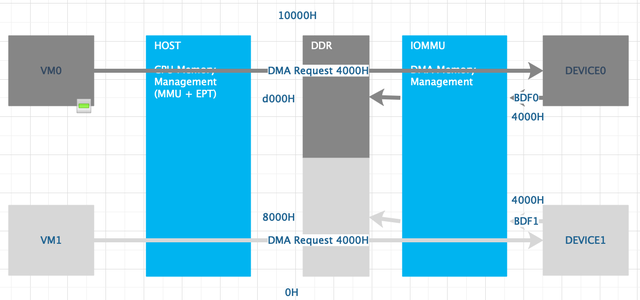 10000H
HOST
DDR
IOMMU
CPU Memory
Management
(MMU + EPT)
DMA Memory
Management
VM0
DMA Request 4000H
DEVICE0
d000H
BDF0
4000H
4000H
8000H
BDF1
VM1
DMA Request 4000H
DEVICE1
0H